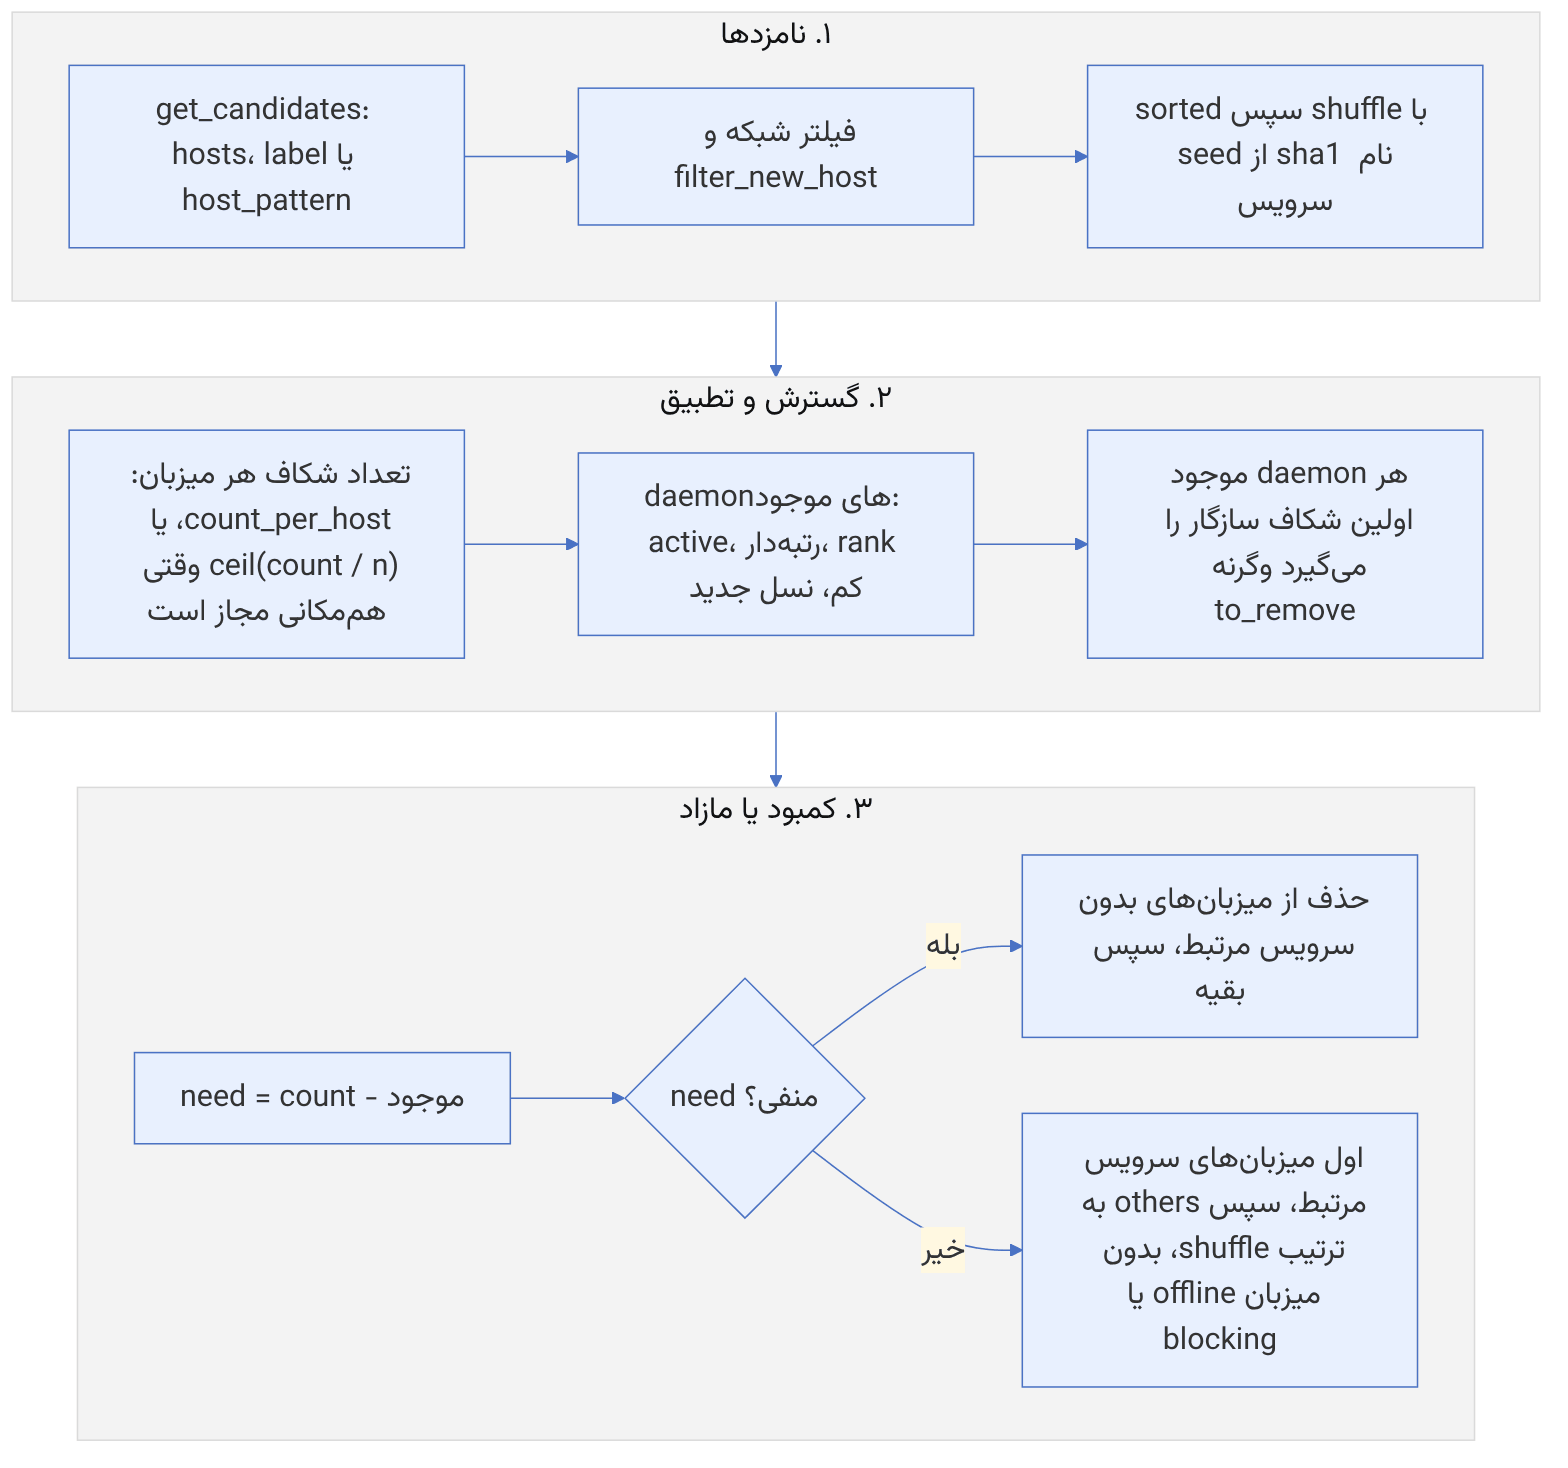 ۱. نامزدها
get_candidates:
hosts، label یا
host_pattern
فیلتر شبکه و
filter_new_host
sorted سپس shuffle با
seed از sha1 نام
سرویس
۲. گسترش و تطبیق
تعداد شکاف هر میزبان:
count_per_host، یا
ceil(count / n) وقتی
هم‌مکانی مجاز است
daemonهای موجود:
active، رتبه‌دار، rank
کم، نسل جدید
هر daemon موجود
اولین شکاف سازگار را
می‌گیرد وگرنه
to_remove
۳. کمبود یا مازاد
need = count - موجود
need منفی؟
بله
حذف از میزبان‌های بدون
سرویس مرتبط، سپس
بقیه
خیر
اول میزبان‌های سرویس
مرتبط، سپس others به
ترتیب shuffle، بدون
میزبان offline یا
blocking